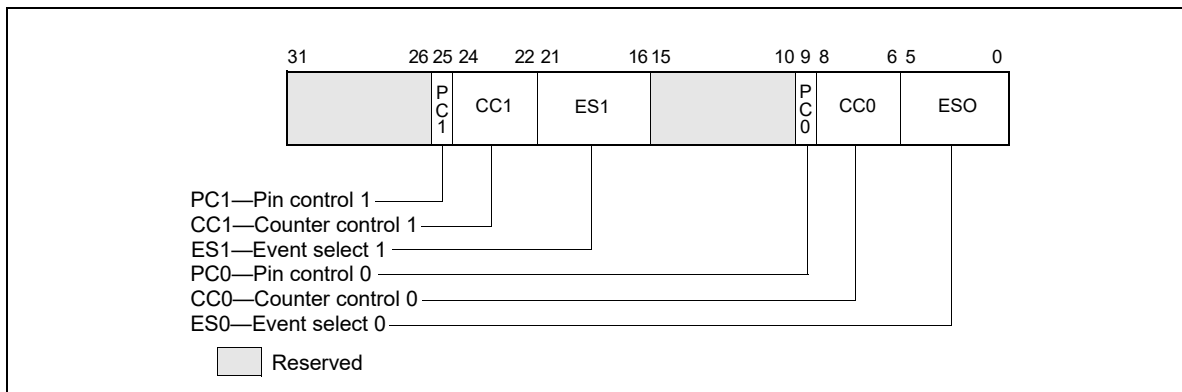 31 26 25 24 22 21 16 15 10 9 8 6 5 0
P
C
1
CC1
ES1
P
C
0
CC0
ESO
PC1—Pin control 1
CC1—Counter control 1
ES1—Event select 1
PC0—Pin control 0
CC0—Counter control 0
ES0—Event select 0
Reserved